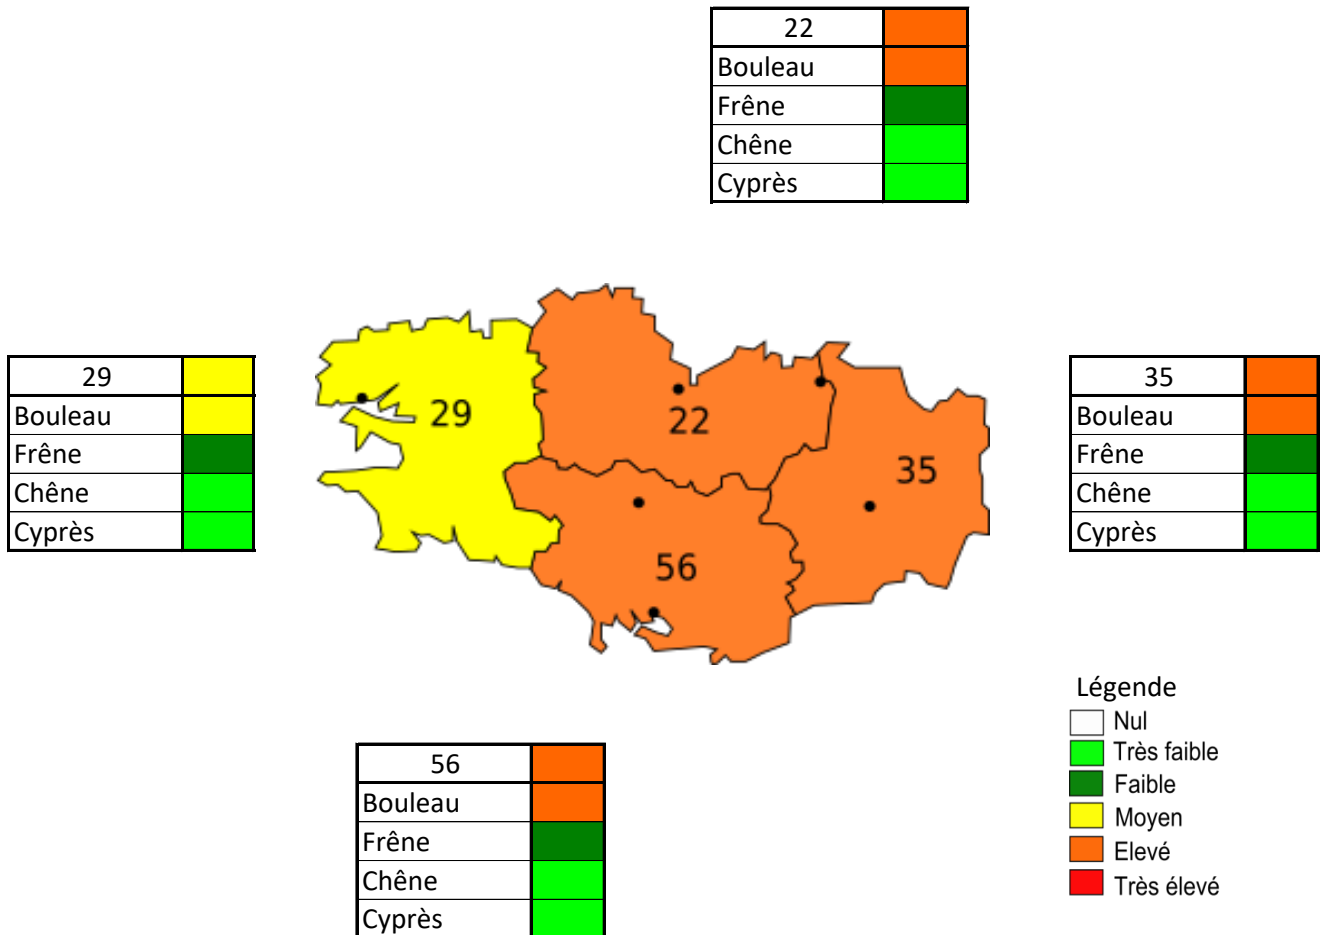 22
Bouleau
Frêne
Chêne
Cyprès
29
Bouleau
Frêne
Chêne
Cyprès
29
22
35
56
35
Bouleau
Frêne
Chêne
Cyprès
56
Bouleau
Frêne
Chêne
Cyprès
Légende
Nul
Très faible
Faible
Moyen
Elevé
Très élevé